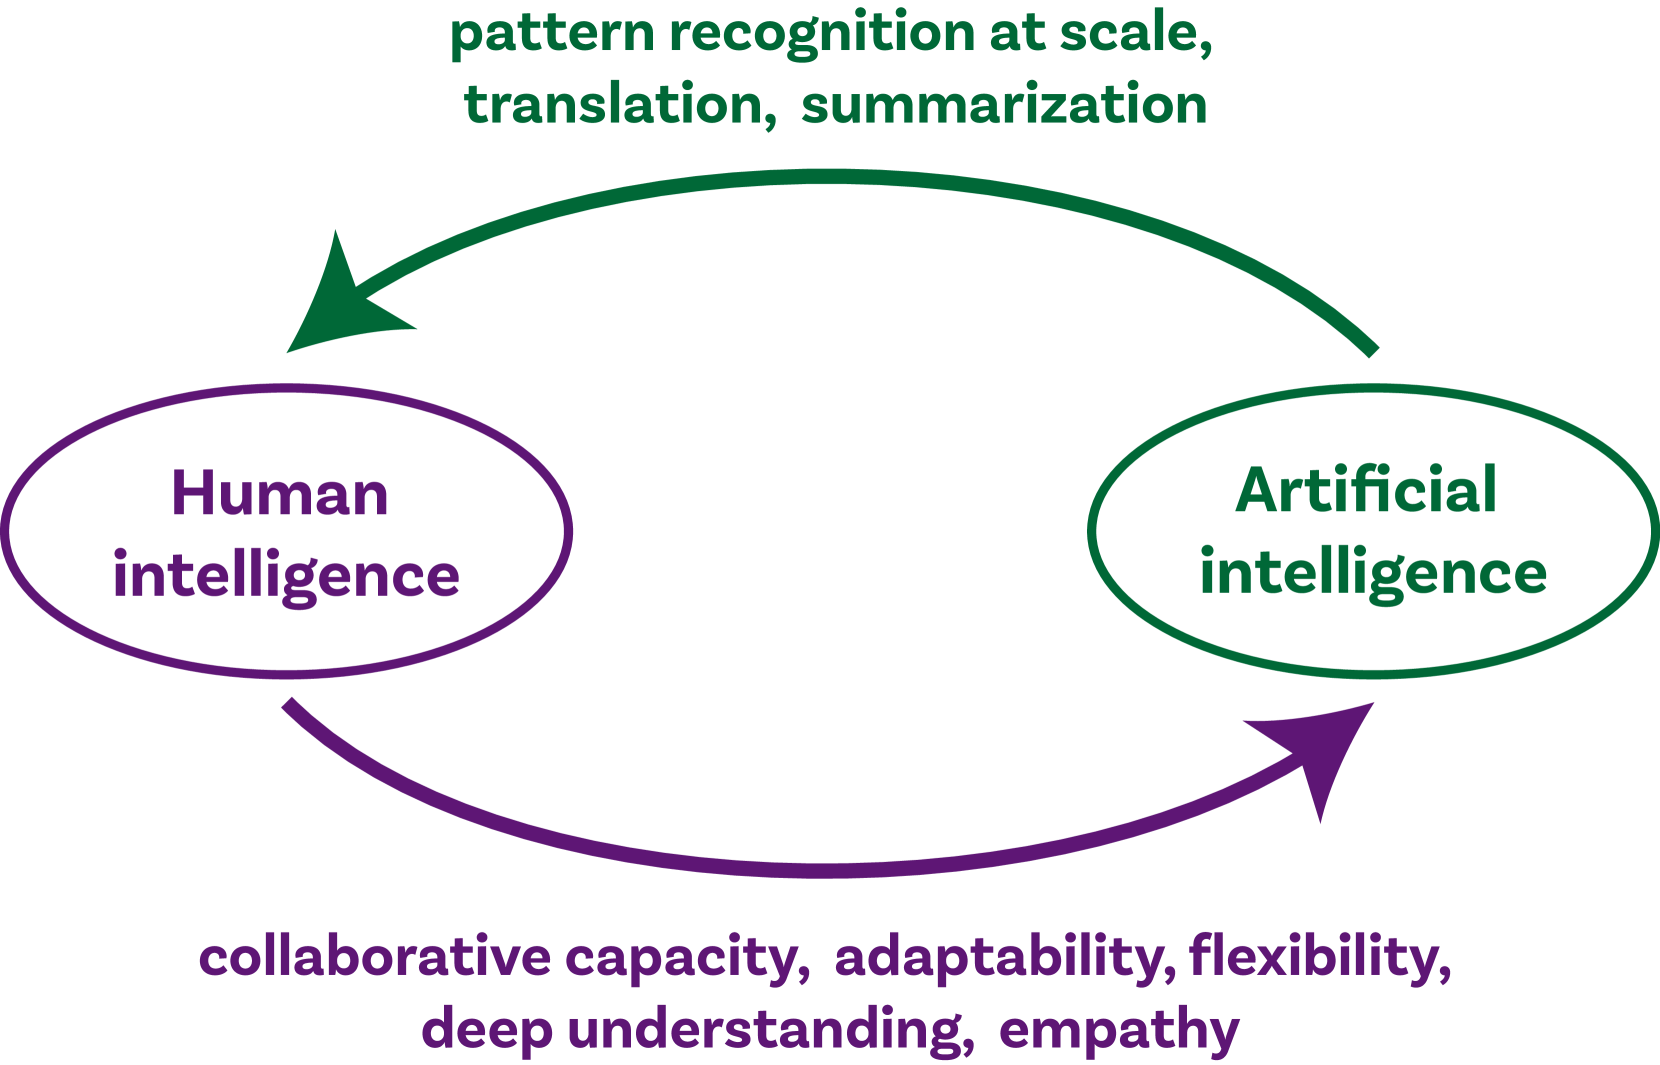 pattern recognition at scale,
translation, summarization
Human
intelligence
Artificial
intelligence
collaborative capacity, adaptability, flexibility,
deep understanding, empathy